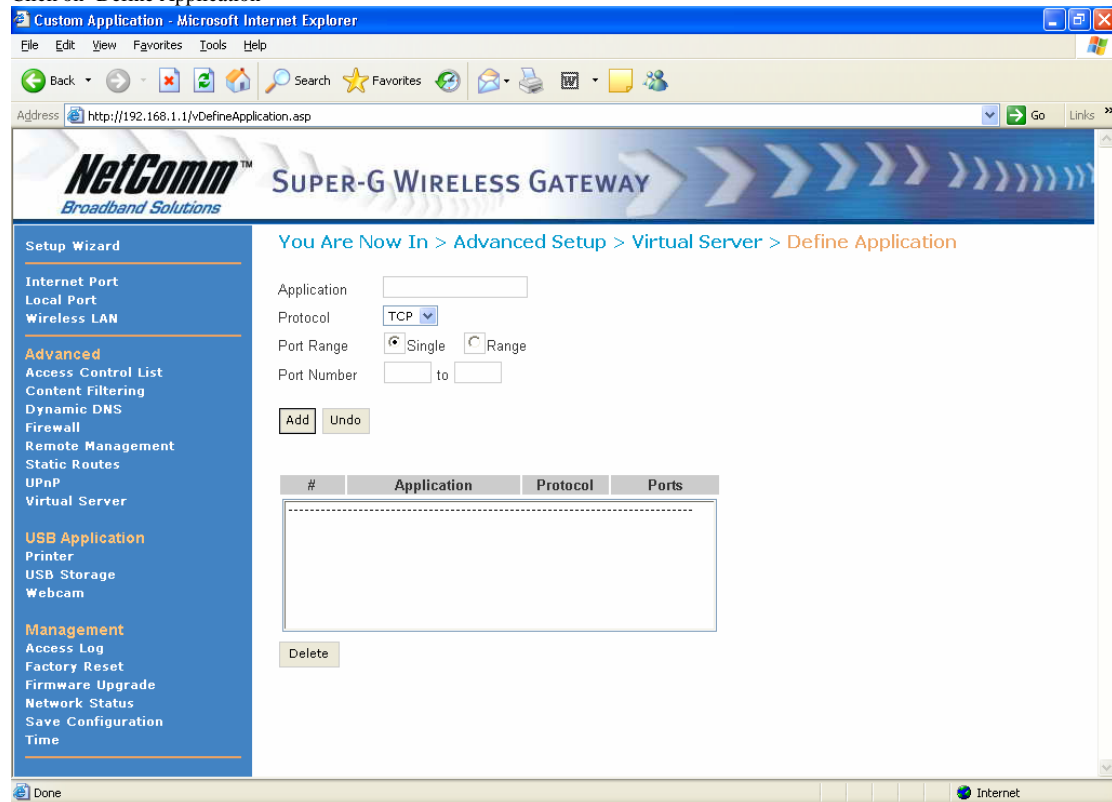 Click on "Define Application"
Custom Application - Microsoft Internet Explorer
File Edit View Favorites Tools Help
Back Search Favorites
Address http://192.168.1.1/vDefineApplication.asp Go Links »
NetComm™ SUPER-G WIRELESS GATEWAY
Broadband Solutions
Setup Wizard
Internet Port
Local Port
Wireless LAN
Advanced
Access Control List
Content Filtering
Dynamic DNS
Firewall
Remote Management
Static Routes
UPnP
Virtual Server
USB Application
Printer
USB Storage
Webcam
Management
Access Log
Factory Reset
Firmware Upgrade
Network Status
Save Configuration
Time
You Are Now In > Advanced Setup > Virtual Server > Define Application
Application
Protocol TCP
Port Range Single Range
Port Number to
Add Undo
# Application Protocol Ports
Delete
Done Internet